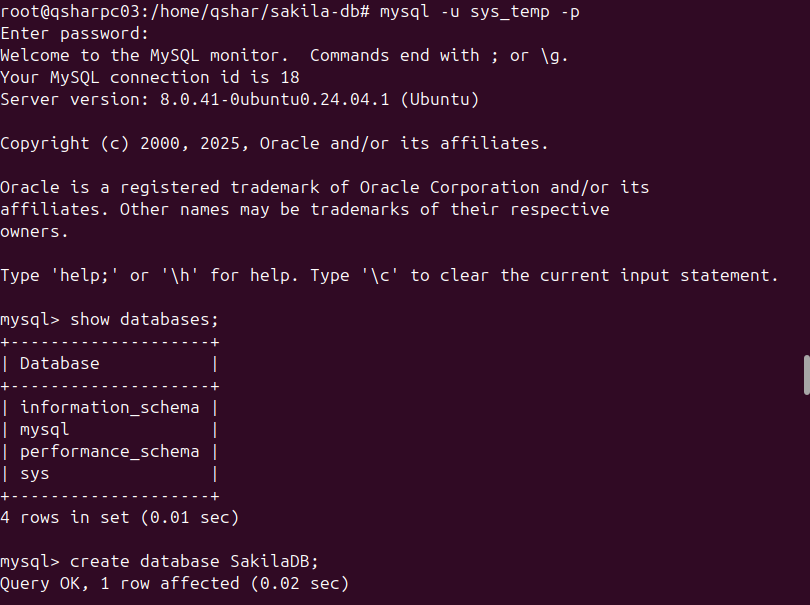 root@qsharpc03:/home/qshar/sakila-db# mysql -u sys_temp -p
Enter password:
Welcome to the MySQL monitor.  Commands end with ; or \g.
Your MySQL connection id is 18
Server version: 8.0.41-0ubuntu0.24.04.1 (Ubuntu)

Copyright (c) 2000, 2025, Oracle and/or its affiliates.

Oracle is a registered trademark of Oracle Corporation and/or its
affiliates. Other names may be trademarks of their respective
owners.

Type 'help;' or '\h' for help. Type '\c' to clear the current input statement.

mysql> show databases;
+--------------------+
| Database           |
+--------------------+
| information_schema |
| mysql              |
| performance_schema |
| sys                |
+--------------------+
4 rows in set (0.01 sec)

mysql> create database SakilaDB;
Query OK, 1 row affected (0.02 sec)